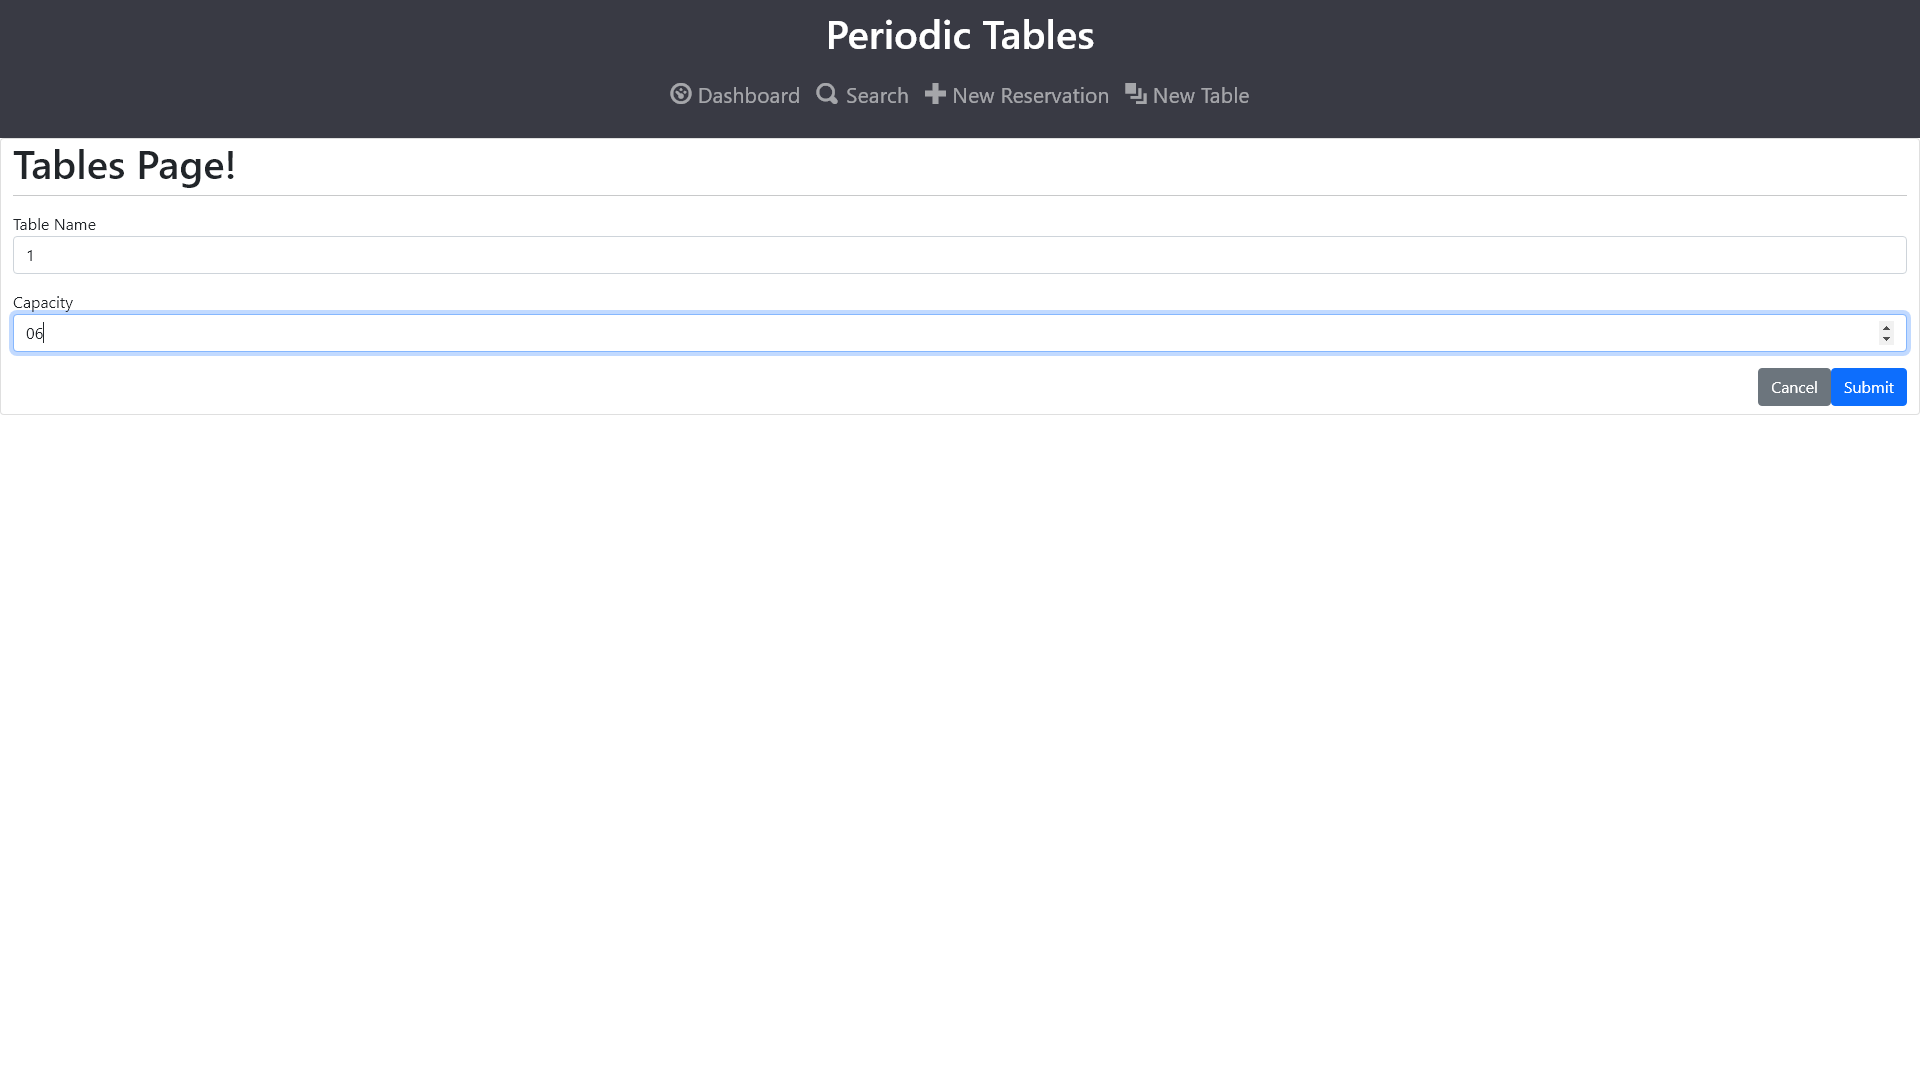 Periodic Tables
Dashboard Search New Reservation New Table
Tables Page!
Table Name
1
Capacity
06
Cancel Submit